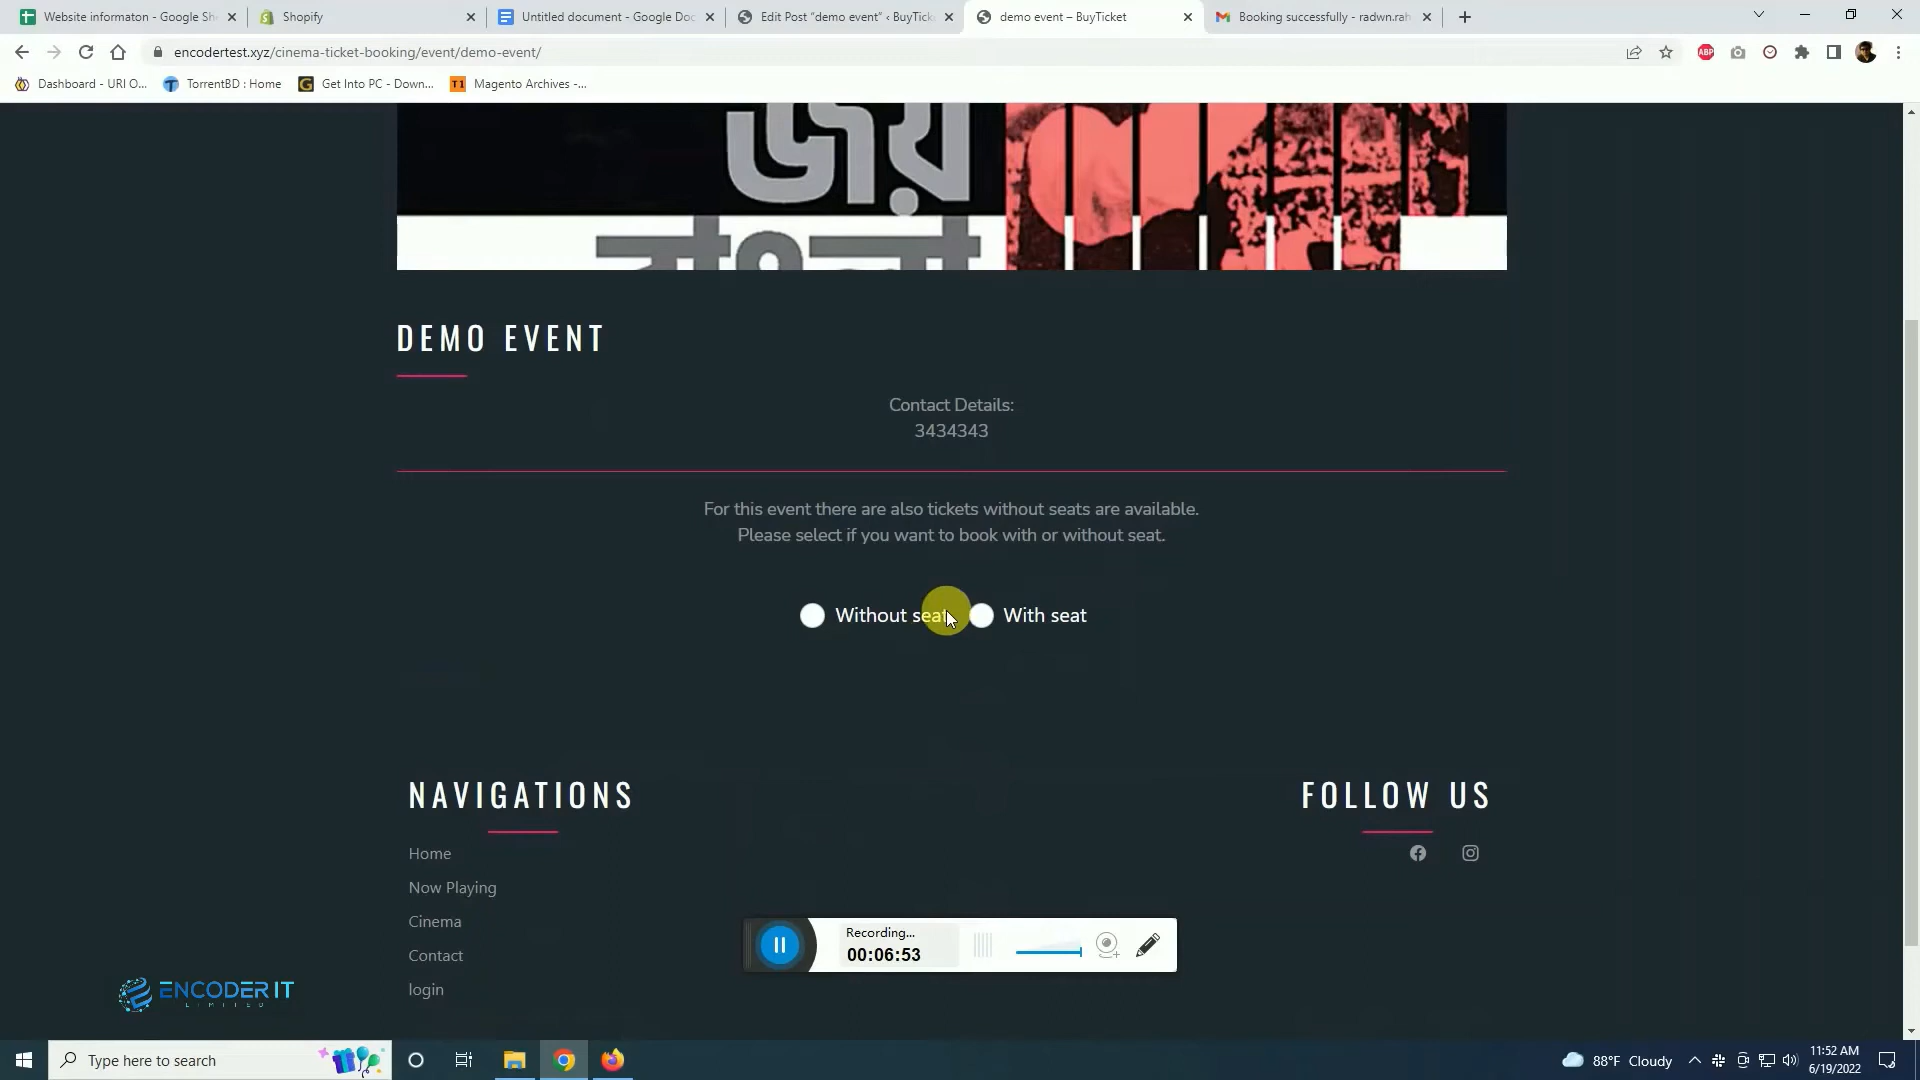 Website informaton - Google She
Shopify
Untitled document - Google Doc
Edit Post "demo event" ‹ BuyTick
demo event – BuyTicket
Booking successfully - radwn.rah
encodertest.xyz/cinema-ticket-booking/event/demo-event/
ABP
Dashboard - URI O...
TorrentBD : Home
Get Into PC - Down...
T1
Magento Archives -...
জয়
বাংলা
DEMO EVENT
Contact Details:
3434343
For this event there are also tickets without seats are available.
Please select if you want to book with or without seat.
Without seat
With seat
NAVIGATIONS
FOLLOW US
Home
Now Playing
Cinema
Contact
login
Recording...
00:06:53
ENCODER IT
LIMITED
Type here to search
88°F Cloudy
11:52 AM
6/19/2022